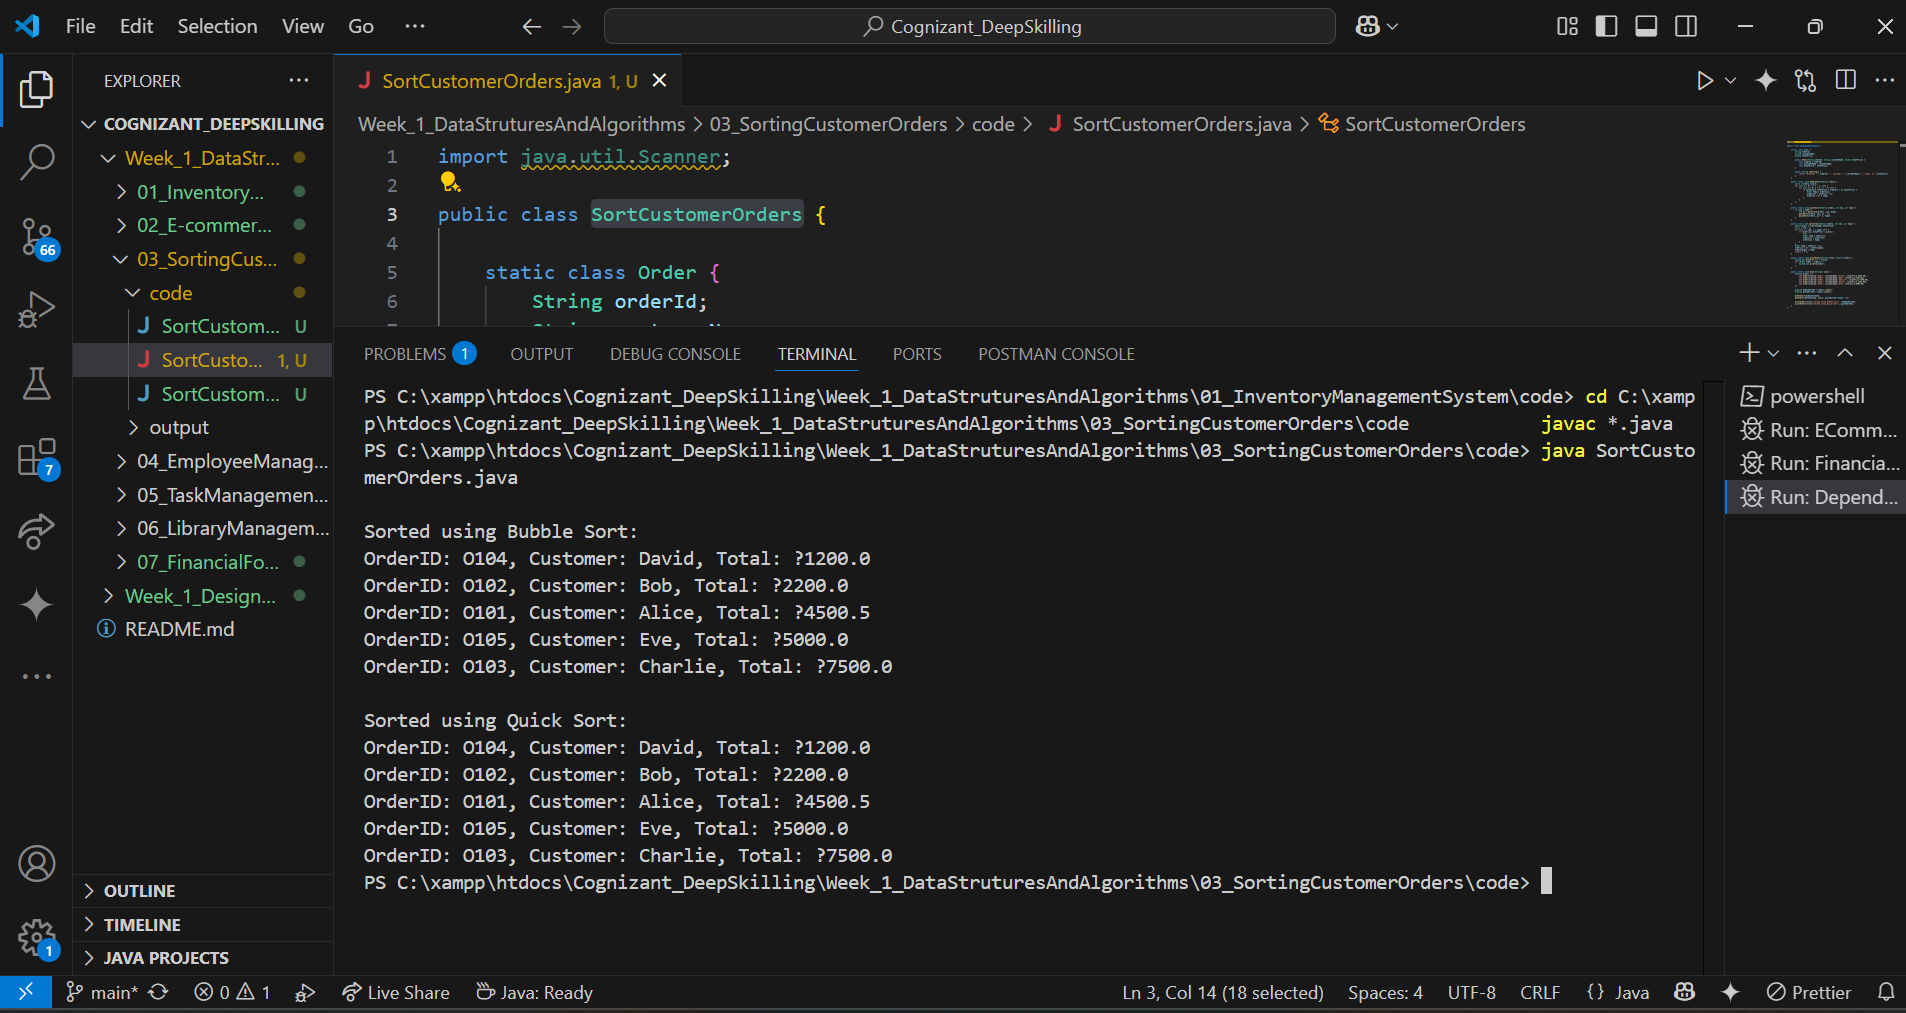 File Edit Selection View Go ··· Cognizant_DeepSkilling
EXPLORER ···
COGNIZANT_DEEPSKILLING
Week_1_DataStr...
01_Inventory...
02_E-commer...
03_SortingCus...
code
SortCustom... U
SortCusto... 1, U
SortCustom... U
output
04_EmployeeManag...
05_TaskManagemen...
06_LibraryManagem...
07_FinancialFo...
Week_1_Design...
README.md
OUTLINE
TIMELINE
JAVA PROJECTS
66
7
1
SortCustomerOrders.java 1, U
Week_1_DataStruturesAndAlgorithms > 03_SortingCustomerOrders > code > SortCustomerOrders.java > SortCustomerOrders
1 import java.util.Scanner;
2
3 public class SortCustomerOrders {
4
5 static class Order {
6 String orderId;
PROBLEMS 1 OUTPUT DEBUG CONSOLE TERMINAL PORTS POSTMAN CONSOLE
PS C:\xampp\htdocs\Cognizant_DeepSkilling\Week_1_DataStruturesAndAlgorithms\01_InventoryManagementSystem\code> cd C:\xamp
p\htdocs\Cognizant_DeepSkilling\Week_1_DataStruturesAndAlgorithms\03_SortingCustomerOrders\code javac *.java
PS C:\xampp\htdocs\Cognizant_DeepSkilling\Week_1_DataStruturesAndAlgorithms\03_SortingCustomerOrders\code> java SortCusto
merOrders.java
Sorted using Bubble Sort:
OrderID: O104, Customer: David, Total: ?1200.0
OrderID: O102, Customer: Bob, Total: ?2200.0
OrderID: O101, Customer: Alice, Total: ?4500.5
OrderID: O105, Customer: Eve, Total: ?5000.0
OrderID: O103, Customer: Charlie, Total: ?7500.0
Sorted using Quick Sort:
OrderID: O104, Customer: David, Total: ?1200.0
OrderID: O102, Customer: Bob, Total: ?2200.0
OrderID: O101, Customer: Alice, Total: ?4500.5
OrderID: O105, Customer: Eve, Total: ?5000.0
OrderID: O103, Customer: Charlie, Total: ?7500.0
PS C:\xampp\htdocs\Cognizant_DeepSkilling\Week_1_DataStruturesAndAlgorithms\03_SortingCustomerOrders\code>
powershell
Run: EComm...
Run: Financia...
Run: Depend...
main* 0 1 Live Share Java: Ready Ln 3, Col 14 (18 selected) Spaces: 4 UTF-8 CRLF {} Java Prettier